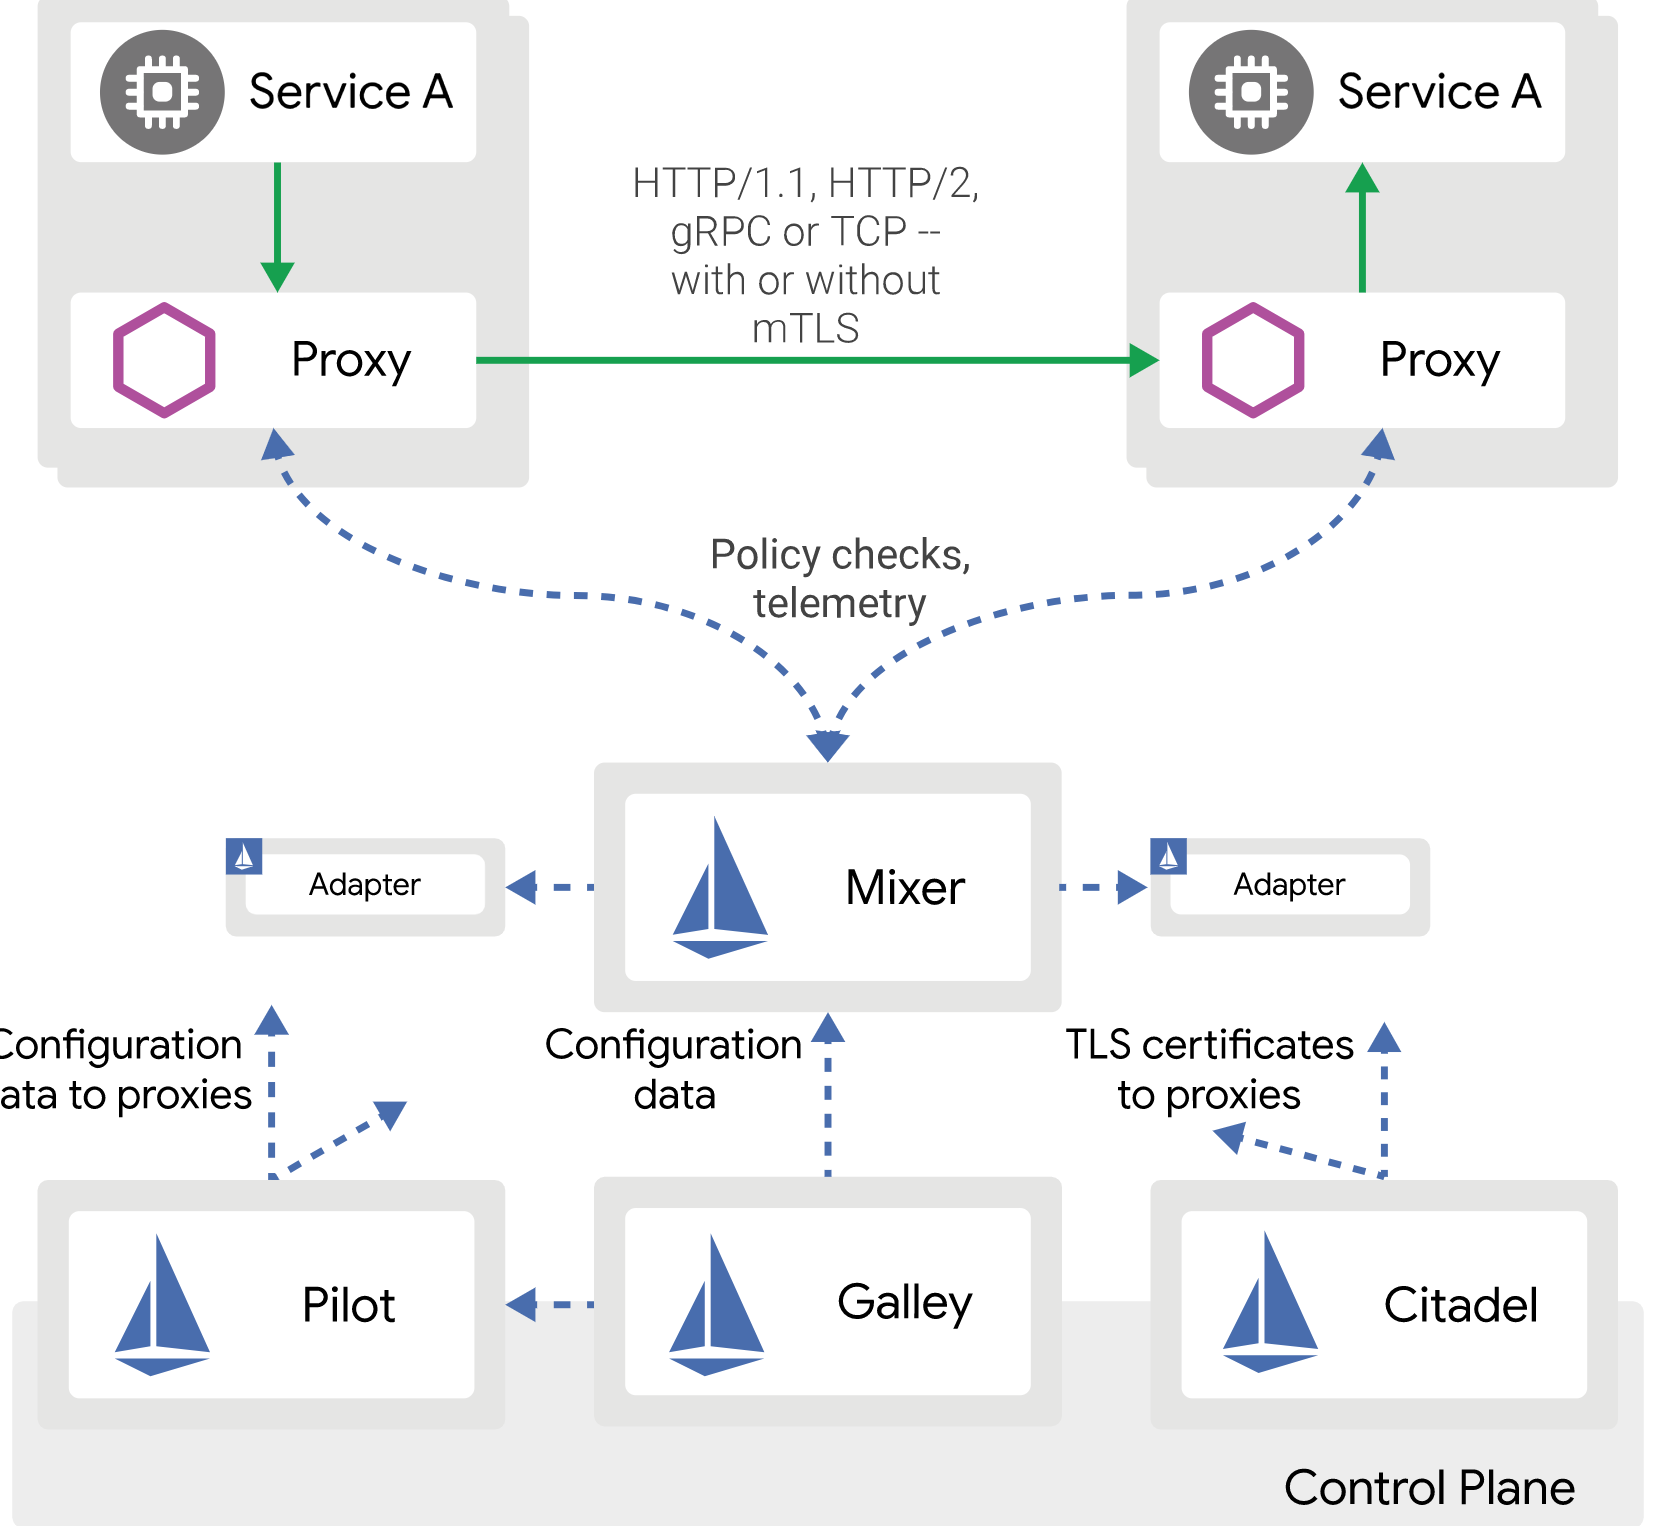 Service A
Service A
HTTP/1.1, HTTP/2,
gRPC or TCP --
with or without
mTLS
Proxy
Proxy
Policy checks,
telemetry
Mixer
Adapter
Adapter
Configuration
ata to proxies
Configuration
data
TLS certificates
to proxies
Pilot
Galley
Citadel
Control Plane